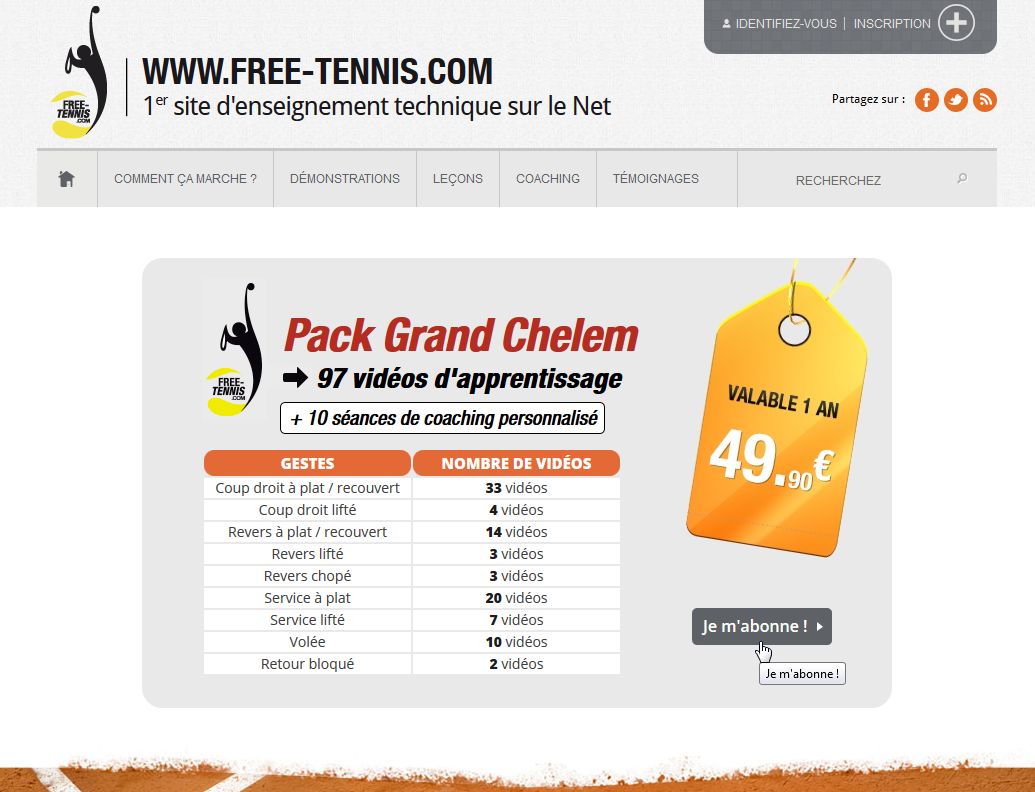 IDENTIFIEZ-VOUS | INSCRIPTION
FREE-
TENNIS
.COM
WWW.FREE-TENNIS.COM
1er site d'enseignement technique sur le Net
Partagez sur :
COMMENT ÇA MARCHE ? DÉMONSTRATIONS LEÇONS COACHING TÉMOIGNAGES RECHERCHEZ
FREE-
TENNIS
.COM
Pack Grand Chelem
97 vidéos d'apprentissage
+ 10 séances de coaching personnalisé
GESTES NOMBRE DE VIDÉOS
Coup droit à plat / recouvert 33 vidéos
Coup droit lifté 4 vidéos
Revers à plat / recouvert 14 vidéos
Revers lifté 3 vidéos
Revers chopé 3 vidéos
Service à plat 20 vidéos
Service lifté 7 vidéos
Volée 10 vidéos
Retour bloqué 2 vidéos
VALABLE 1 AN
49.90€
Je m'abonne !
Je m'abonne !